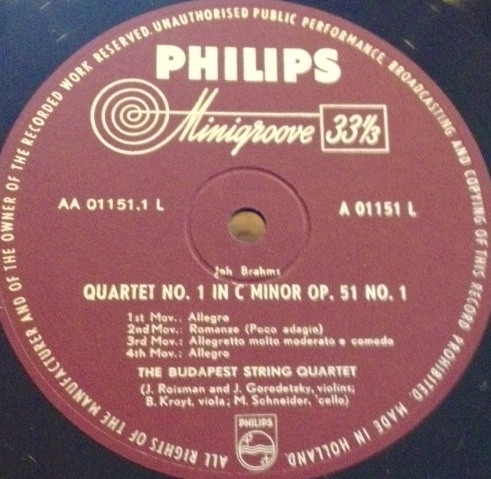 ALL RIGHTS OF THE MANUFACTURER AND OF THE OWNER OF THE RECORDED WORK RESERVED. UNAUTHORISED PUBLIC PERFORMANCE, BROADCASTING AND COPYING OF THIS RECORD PROHIBITED. MADE IN HOLLAND.
PHILIPS
Minigroove 33⅓
AA 01151.1 L
A 01151 L
Joh Brahms
QUARTET NO. 1 IN C MINOR OP. 51 NO. 1
1st Mov.: Allegro
2nd Mov.: Romanze (Poco adagio)
3rd Mov.: Allegretto molto moderato e comodo
4th Mov.: Allegro
THE BUDAPEST STRING QUARTET
(J. Roisman and J. Gorodetzky, violins;
B. Kroyt, viola; M. Schneider, 'cello)
PHILIPS